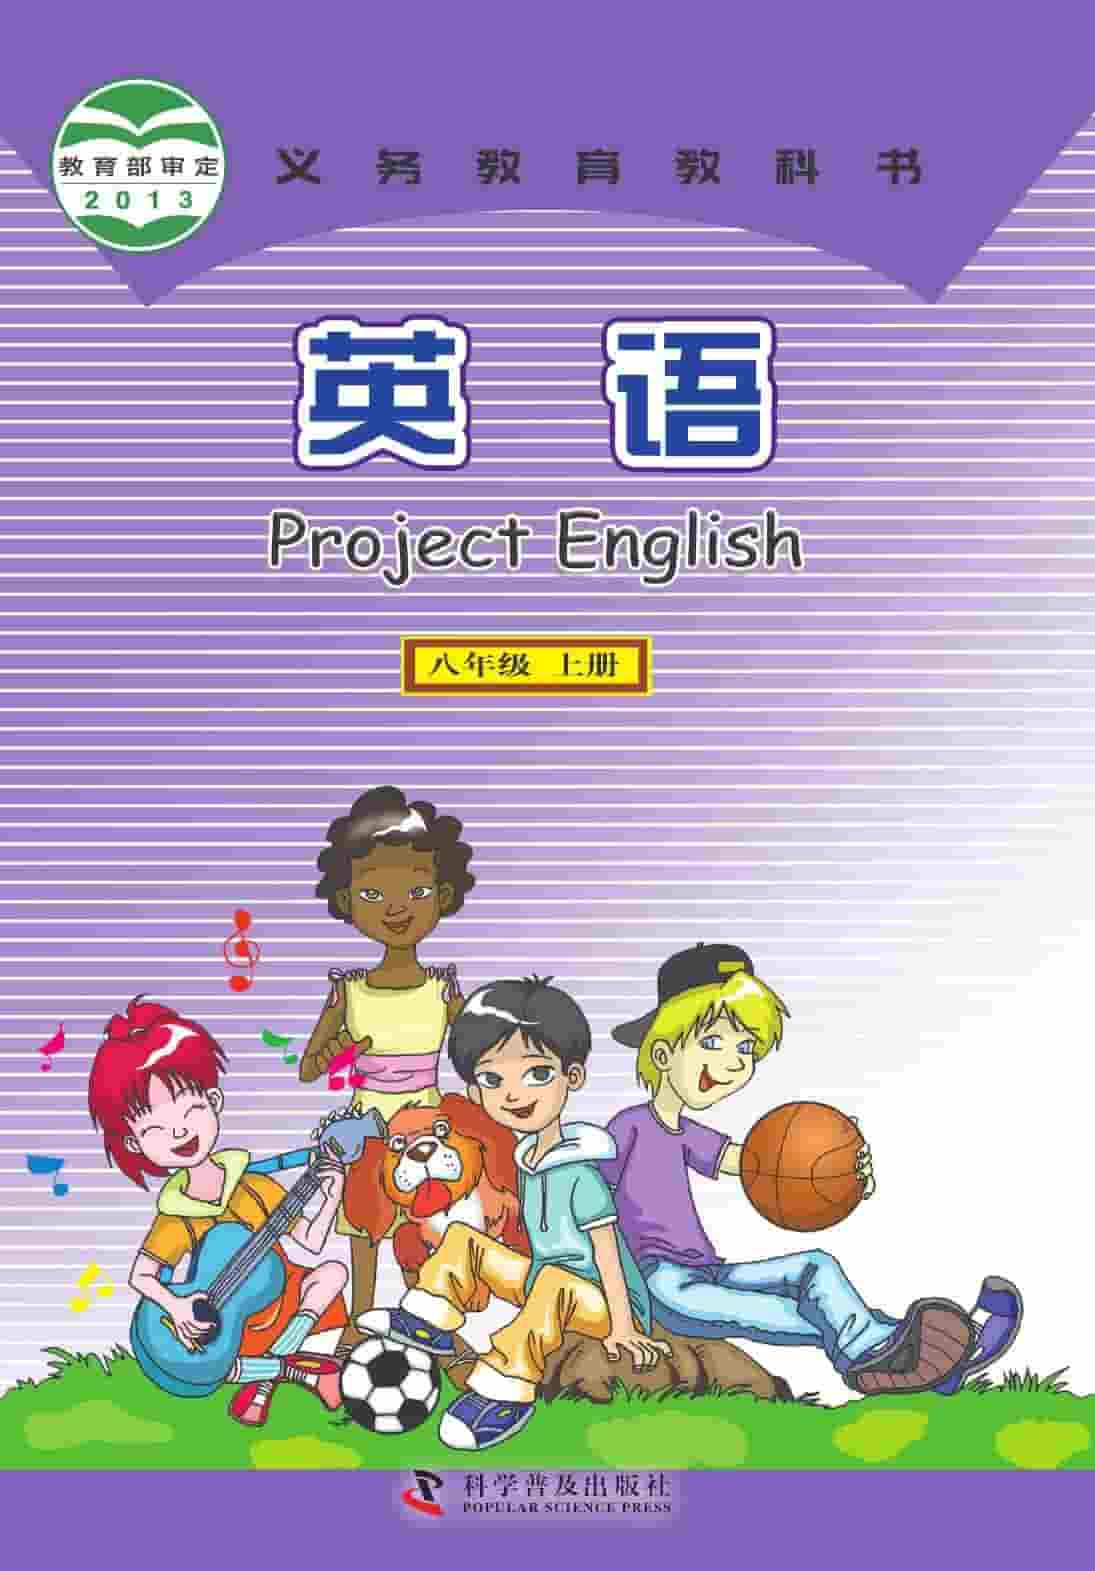 教育部审定
2013
义务教育教科书
英语
Project English
八年级 上册
科学普及出版社
POPULAR SCIENCE PRESS